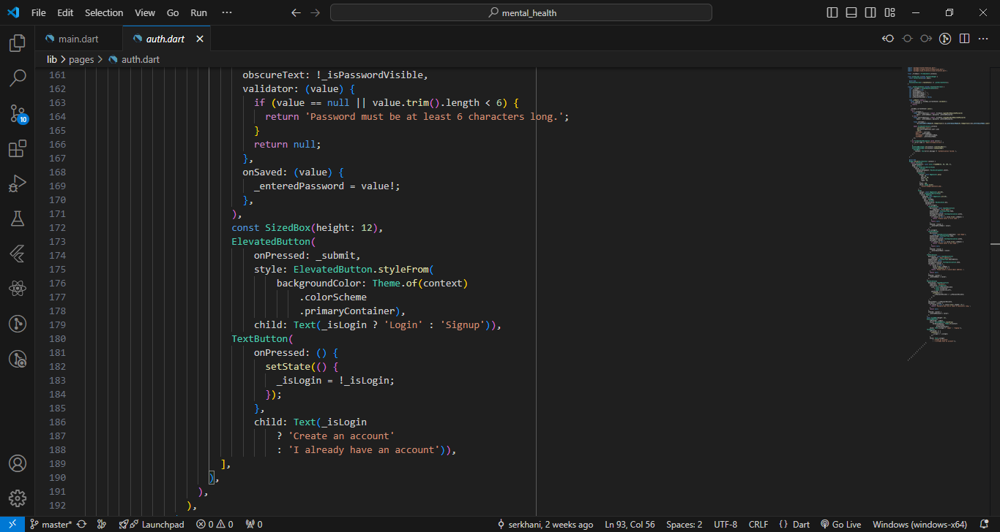 File Edit Selection View Go Run ··· mental_health
main.dart auth.dart
lib > pages > auth.dart
161 obscureText: !_isPasswordVisible,
162 validator: (value) {
163 if (value == null || value.trim().length < 6) {
164 return 'Password must be at least 6 characters long.';
165 }
166 return null;
167 },
168 onSaved: (value) {
169 _enteredPassword = value!;
170 },
171 ),
172 const SizedBox(height: 12),
173 ElevatedButton(
174 onPressed: _submit,
175 style: ElevatedButton.styleFrom(
176 backgroundColor: Theme.of(context)
177 .colorScheme
178 .primaryContainer),
179 child: Text(_isLogin ? 'Login' : 'Signup')),
180 TextButton(
181 onPressed: () {
182 setState(() {
183 _isLogin = !_isLogin;
184 });
185 },
186 child: Text(_isLogin
187 ? 'Create an account'
188 : 'I already have an account')),
189 ],
190 ),
191 ),
192 ),
10
master* Launchpad 0 0 0 serkhani, 2 weeks ago Ln 93, Col 56 Spaces: 2 UTF-8 CRLF {} Dart Go Live Windows (windows-x64)